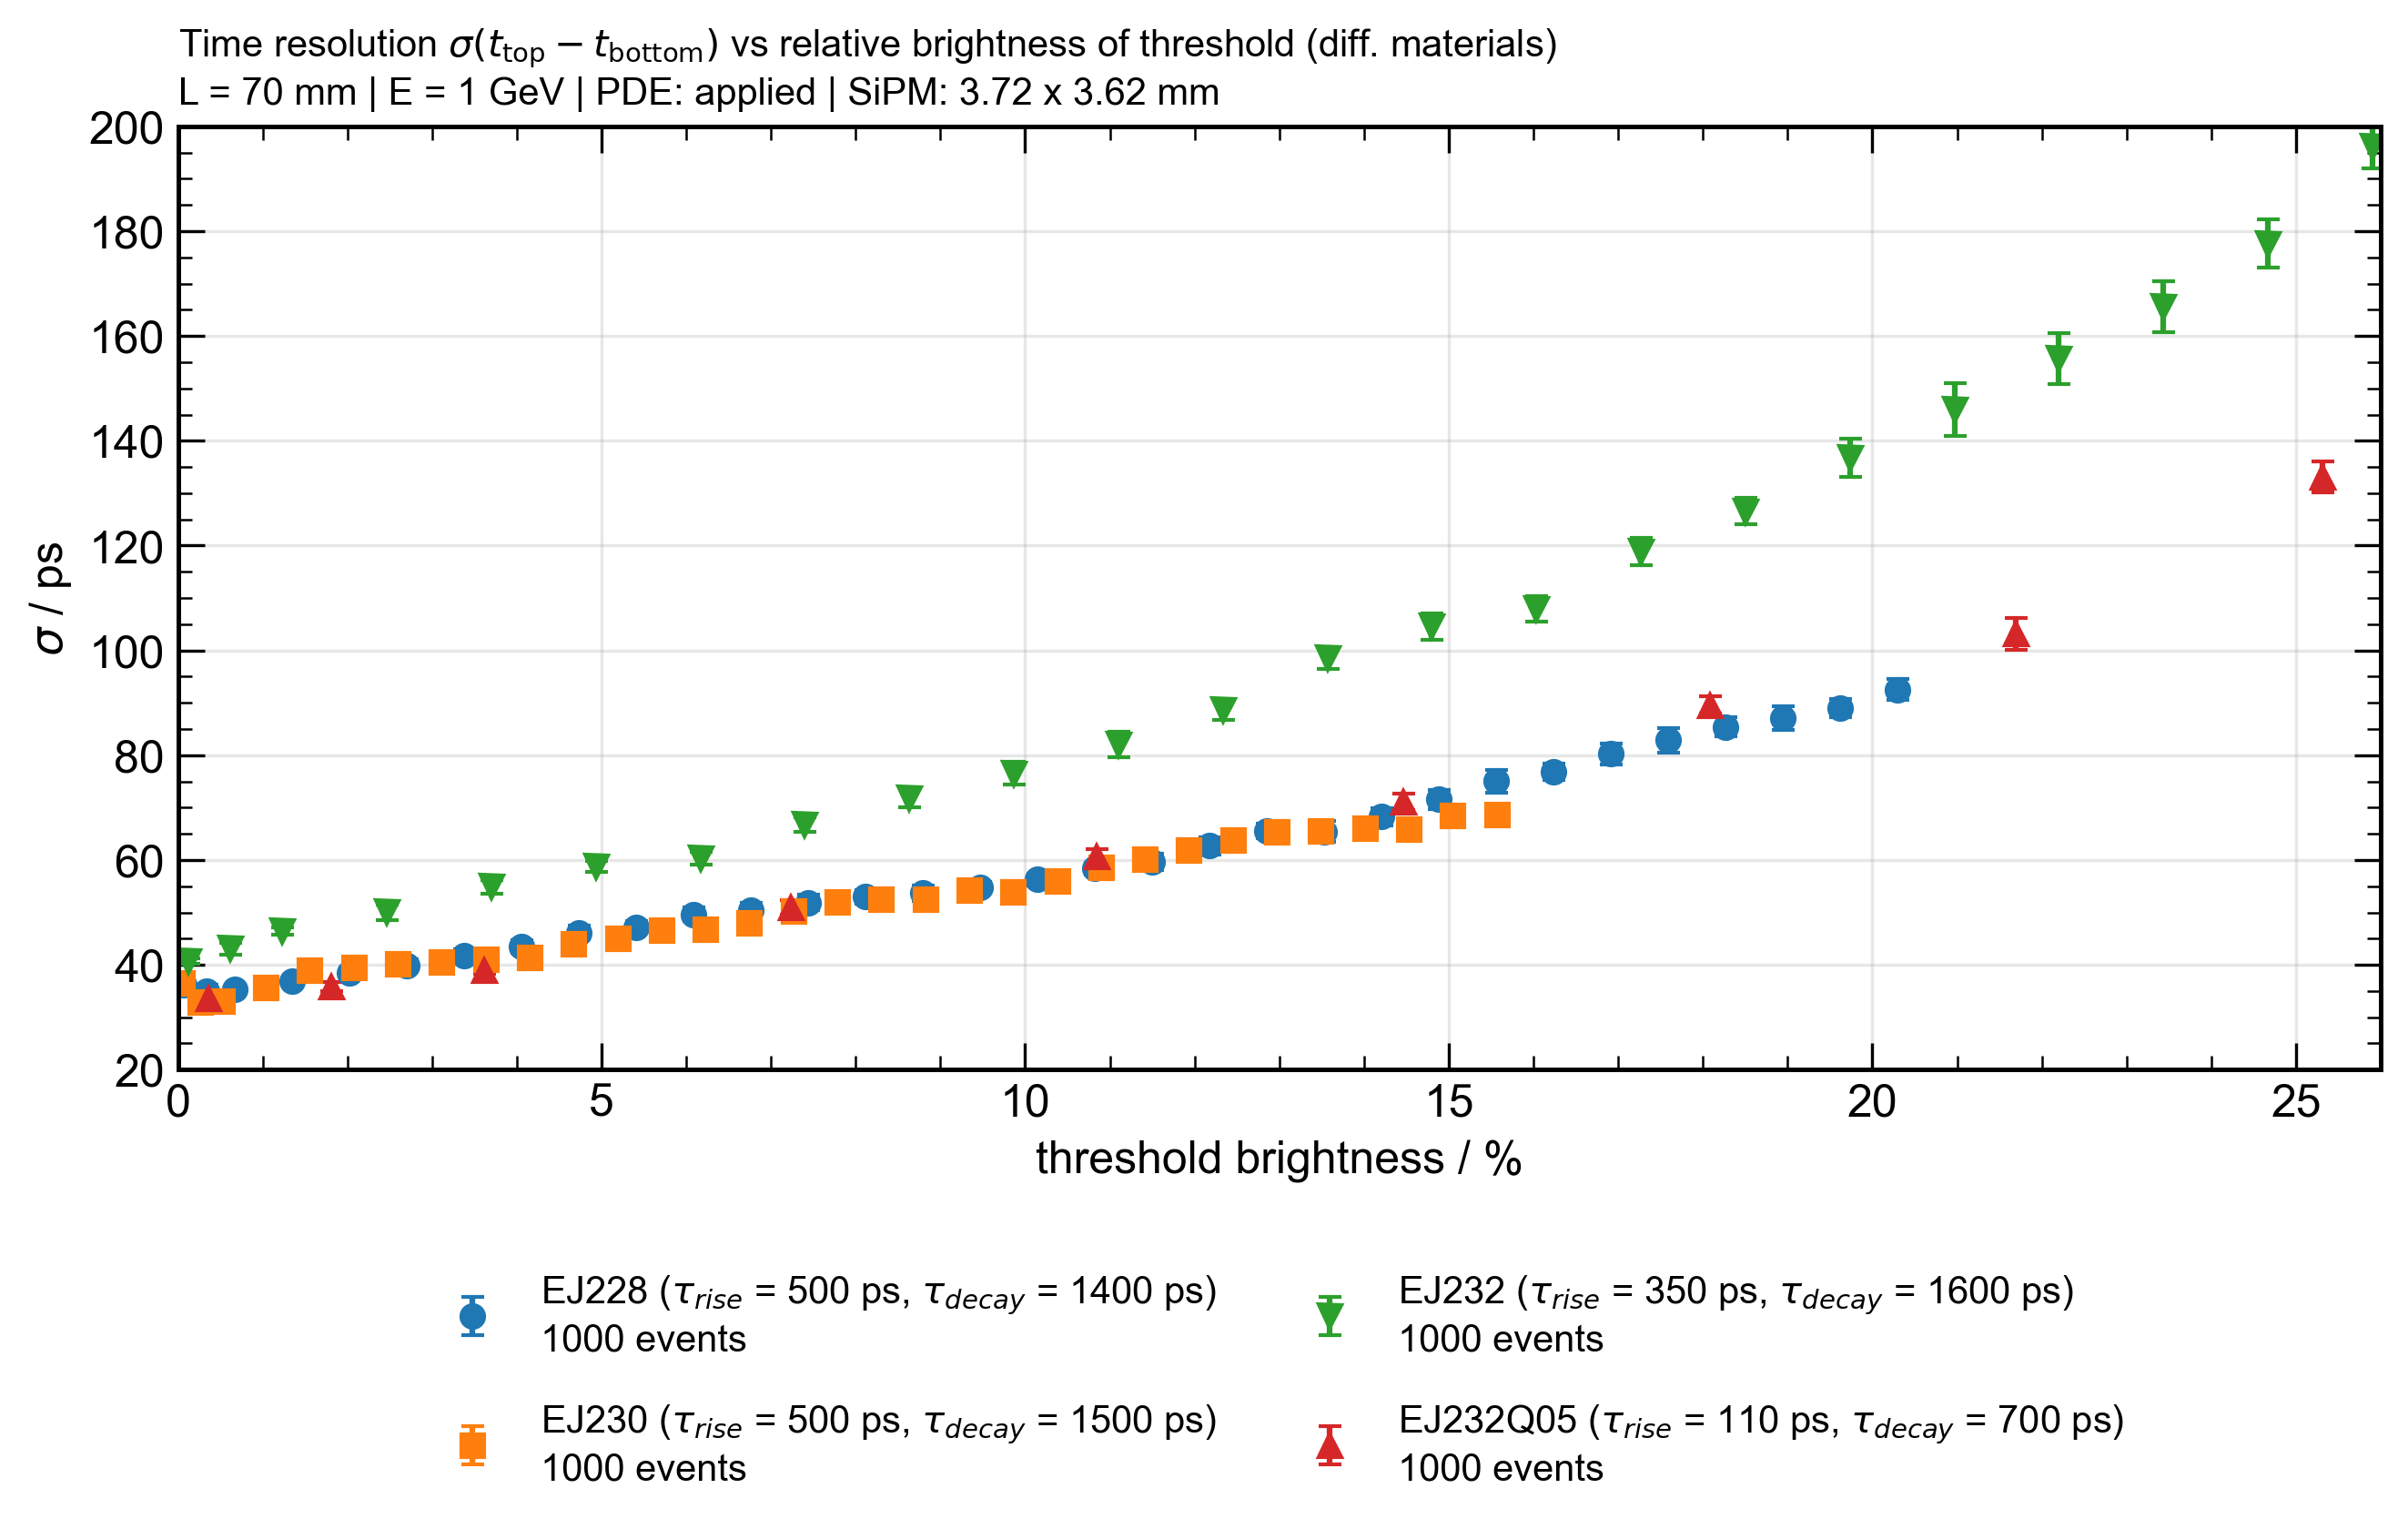 Time resolution σ(t_top − t_bottom) vs relative brightness of threshold (diff. materials)
L = 70 mm | E = 1 GeV | PDE: applied | SiPM: 3.72 x 3.62 mm
200
180
160
140
120
100
80
60
40
20
σ / ps
0 5 10 15 20 25
threshold brightness / %
EJ228 (τ_rise = 500 ps, τ_decay = 1400 ps)
1000 events
EJ230 (τ_rise = 500 ps, τ_decay = 1500 ps)
1000 events
EJ232 (τ_rise = 350 ps, τ_decay = 1600 ps)
1000 events
EJ232Q05 (τ_rise = 110 ps, τ_decay = 700 ps)
1000 events